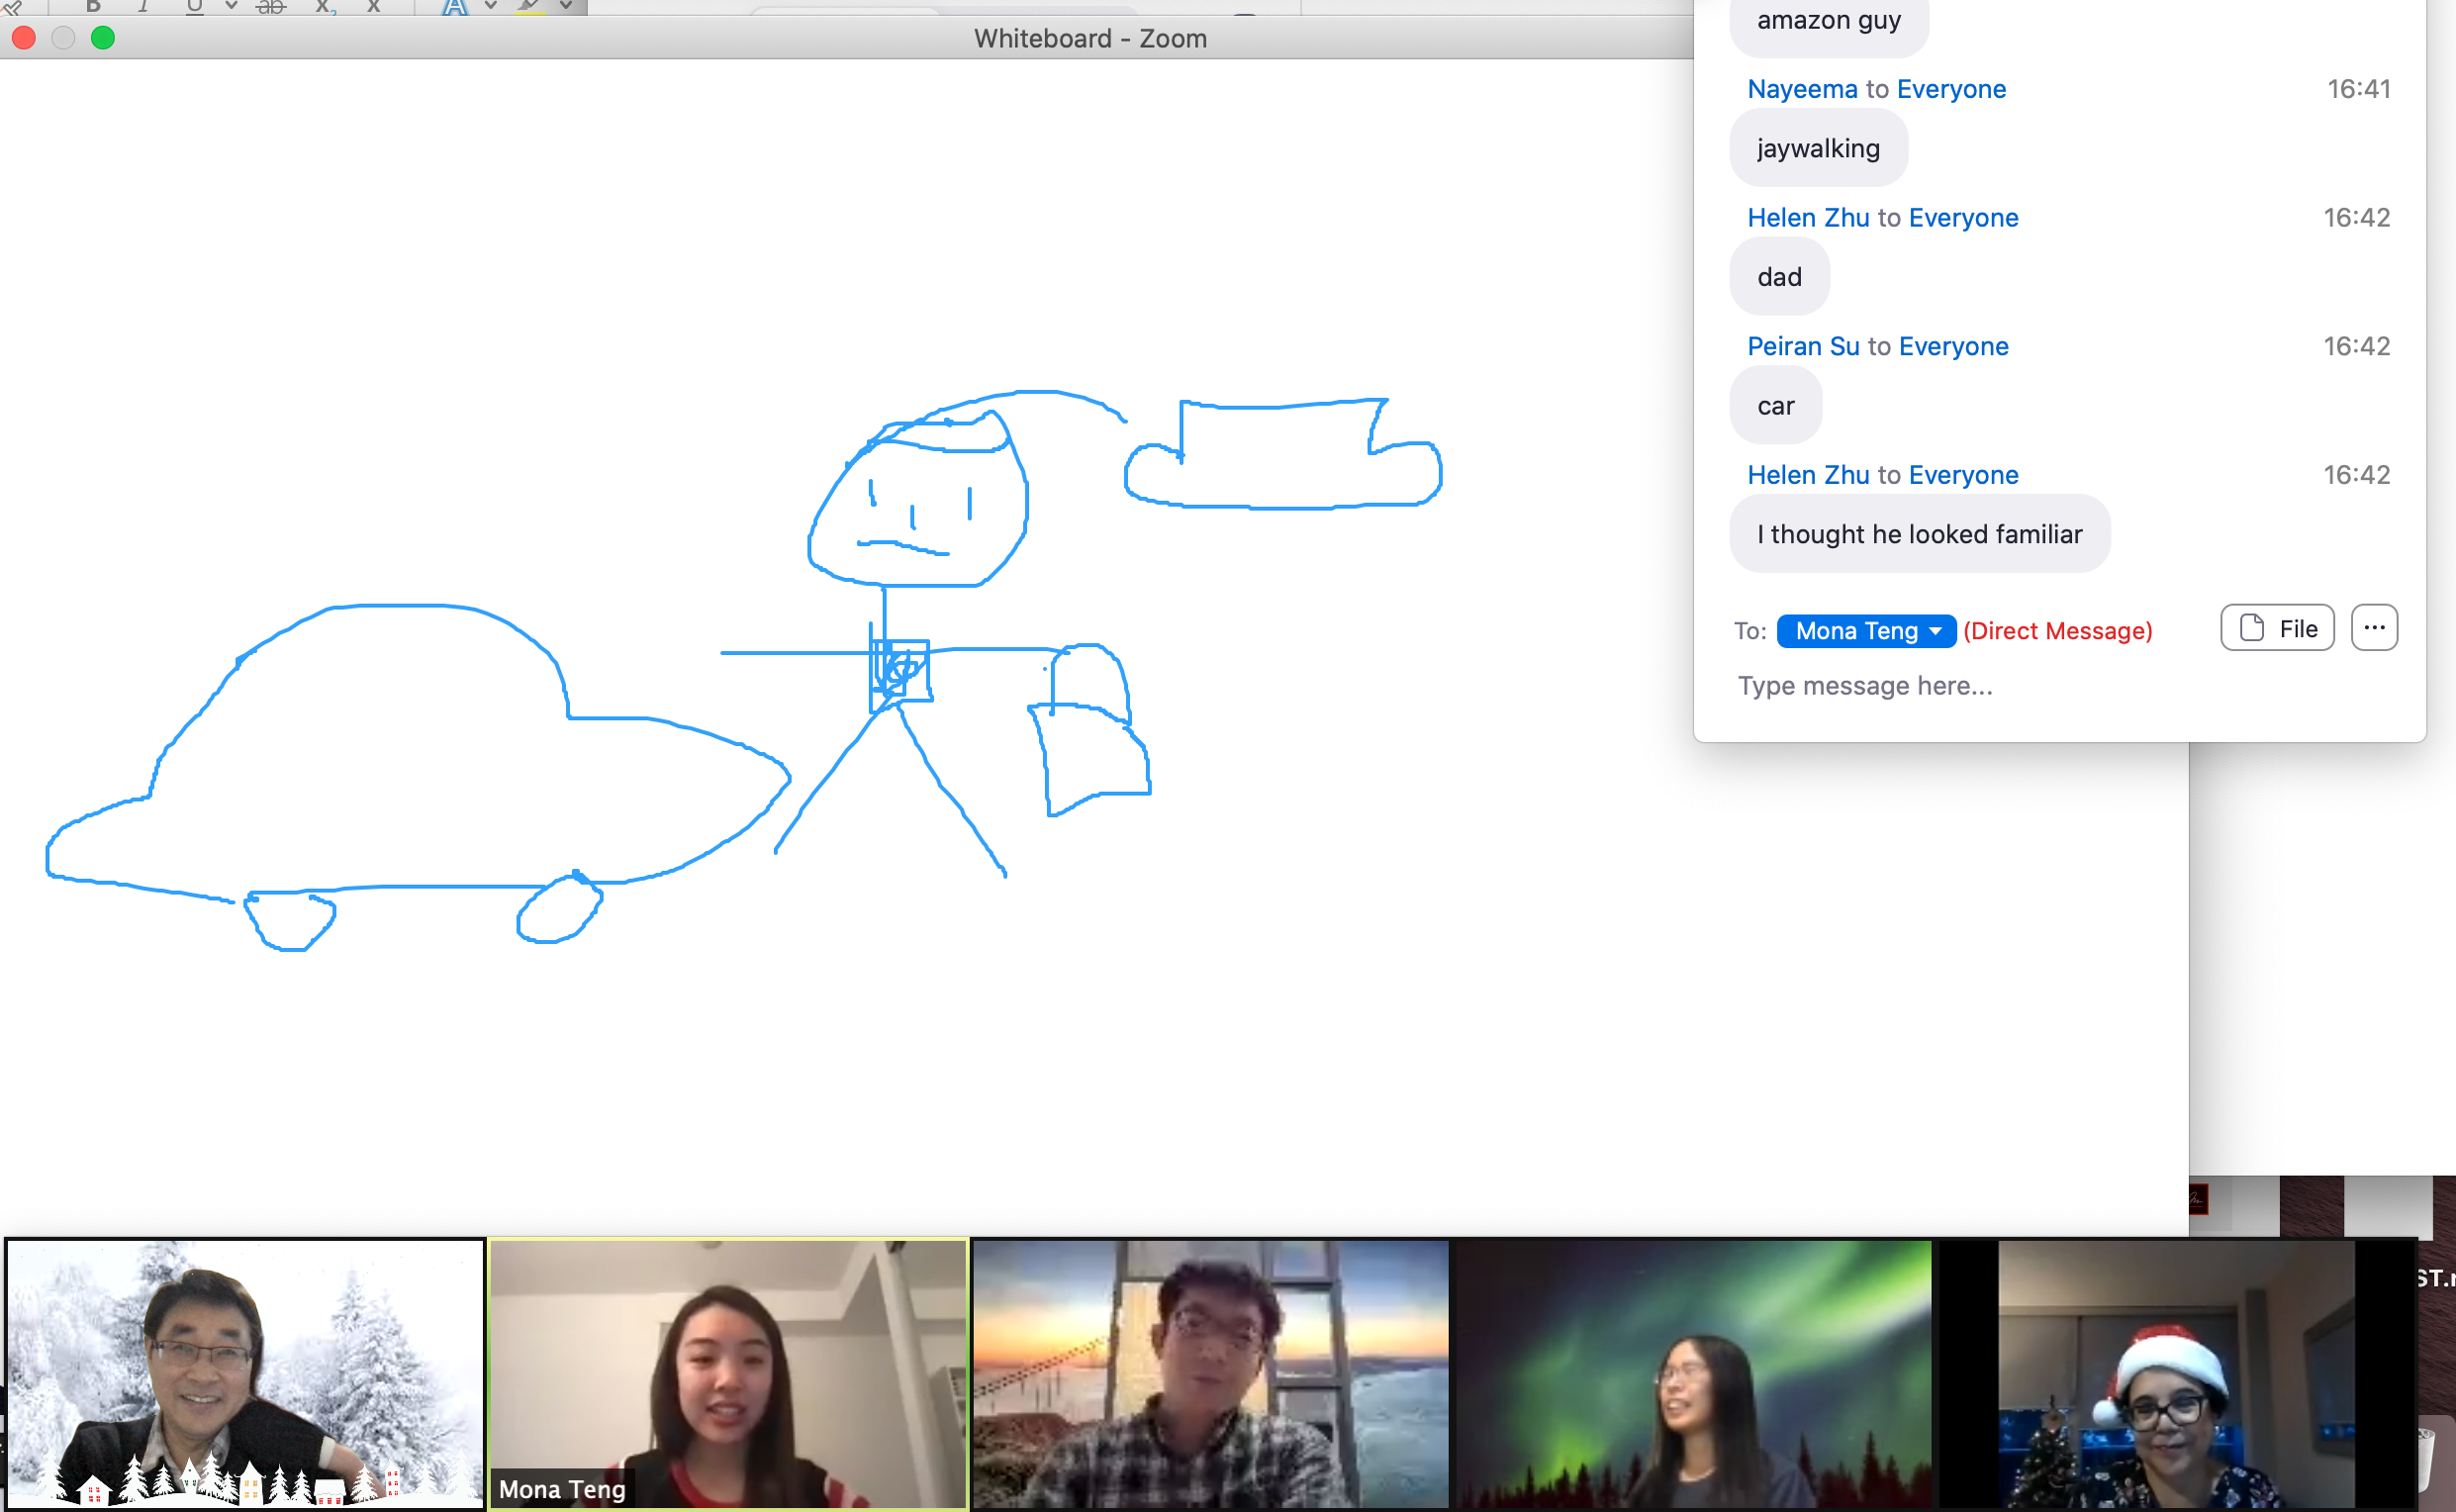 B I U ab x₂ x A
Whiteboard - Zoom
amazon guy
Nayeema to Everyone 16:41
jaywalking
Helen Zhu to Everyone 16:42
dad
Peiran Su to Everyone 16:42
car
Helen Zhu to Everyone 16:42
I thought he looked familiar
To: Mona Teng (Direct Message) File ...
Type message here...
ST.
Mona Teng